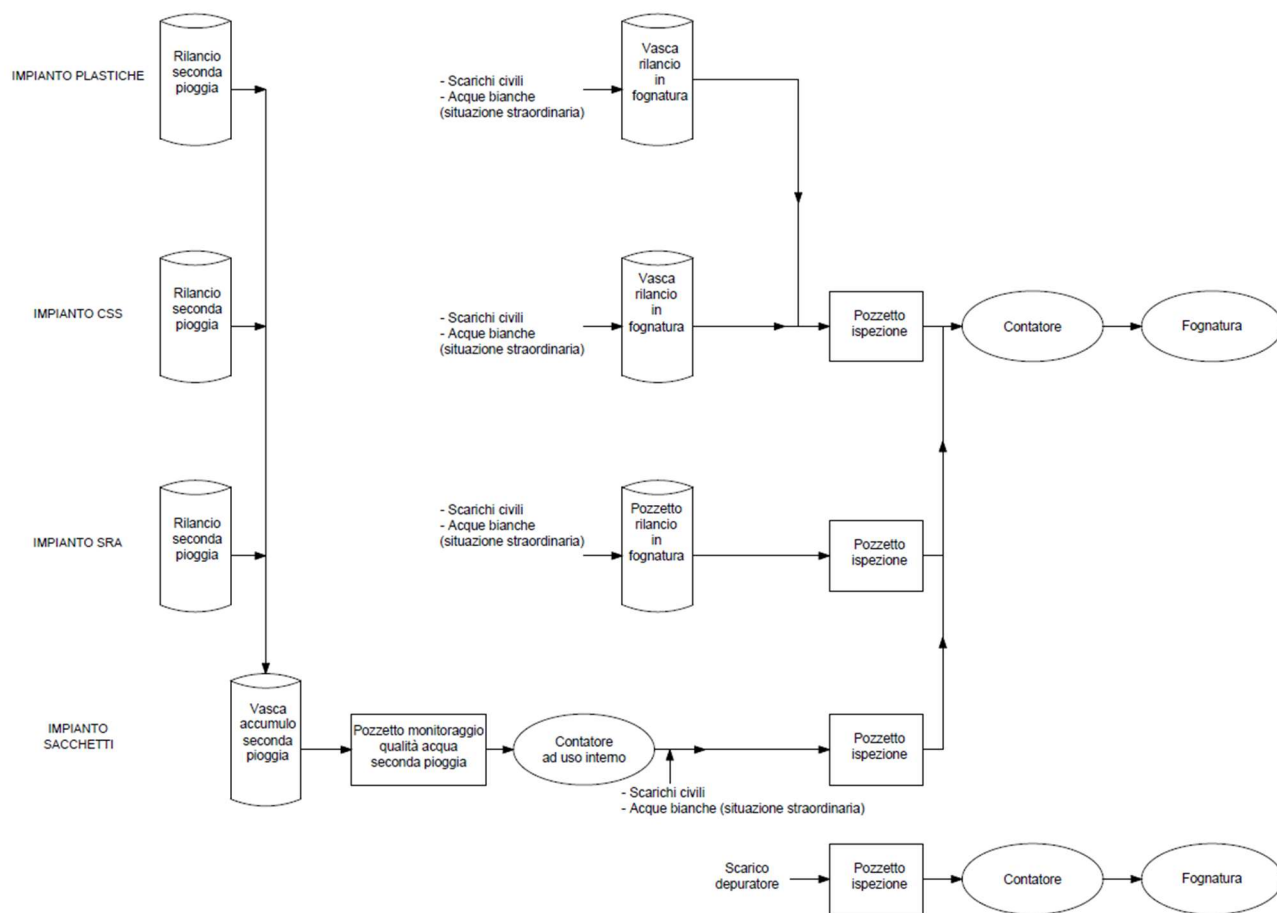 IMPIANTO PLASTICHE
Rilancio
seconda
pioggia
- Scarichi civili
- Acque bianche
(situazione straordinaria)
Vasca
rilancio
in
fognatura
IMPIANTO CSS
Rilancio
seconda
pioggia
- Scarichi civili
- Acque bianche
(situazione straordinaria)
Vasca
rilancio
in
fognatura
Pozzetto
ispezione
Contatore
Fognatura
IMPIANTO SRA
Rilancio
seconda
pioggia
- Scarichi civili
- Acque bianche
(situazione straordinaria)
Pozzetto
rilancio
in
fognatura
Pozzetto
ispezione
IMPIANTO
SACCHETTI
Vasca
accumulo
seconda
pioggia
Pozzetto monitoraggio
qualità acqua
seconda pioggia
Contatore
ad uso interno
- Scarichi civili
- Acque bianche (situazione straordinaria)
Pozzetto
ispezione
Scarico
depuratore
Pozzetto
ispezione
Contatore
Fognatura